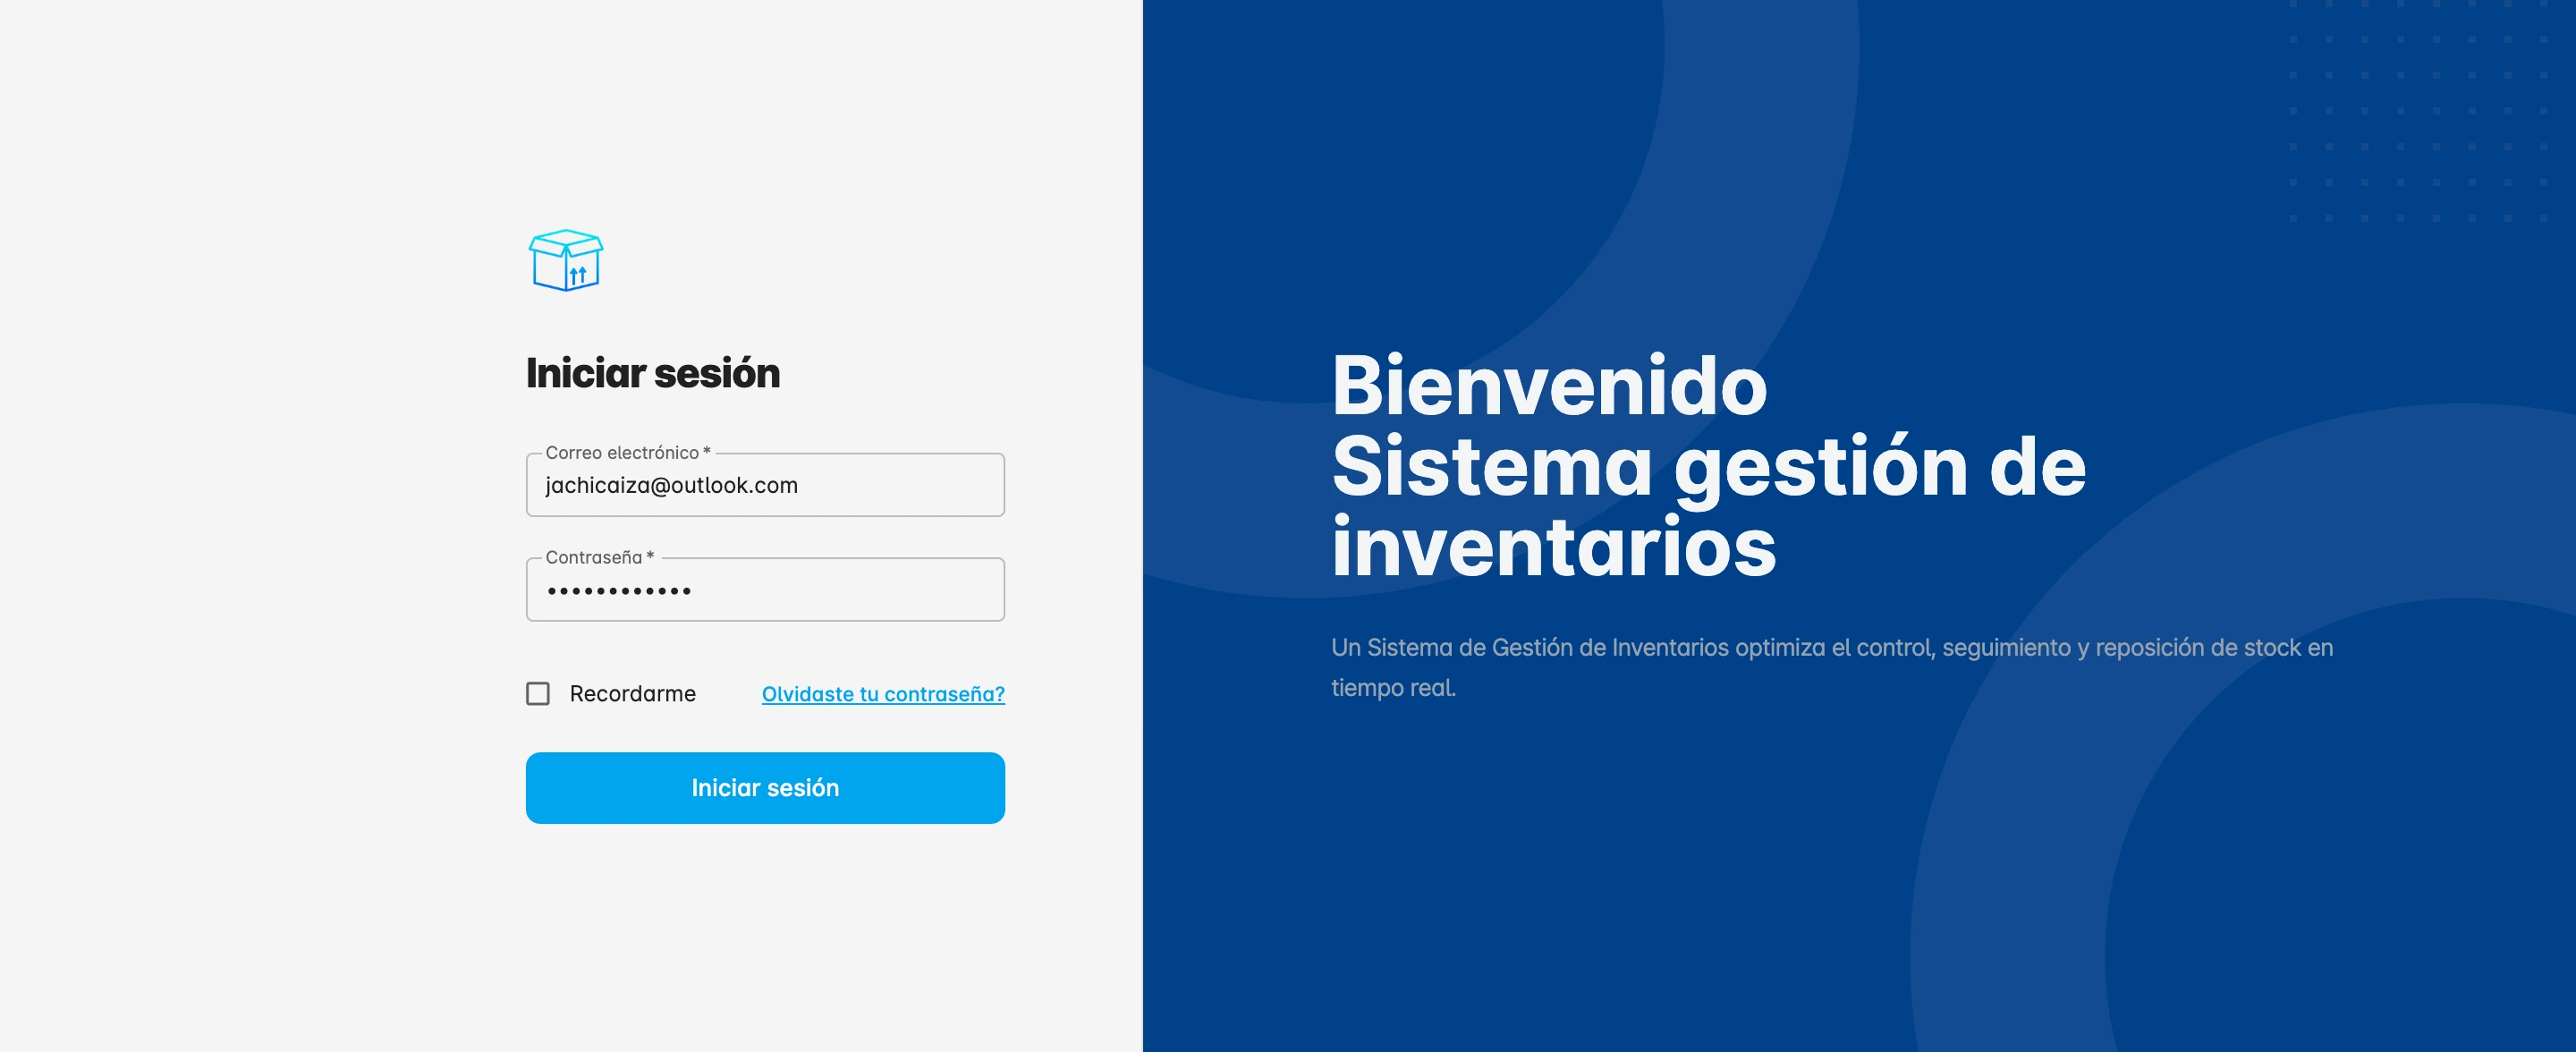 Iniciar sesión
Correo electrónico *
jachicaiza@outlook.com
Contraseña *
••••••••••••
Recordarme
Olvidaste tu contraseña?
Iniciar sesión
Bienvenido
Sistema gestión de
inventarios
Un Sistema de Gestión de Inventarios optimiza el control, seguimiento y reposición de stock en
tiempo real.